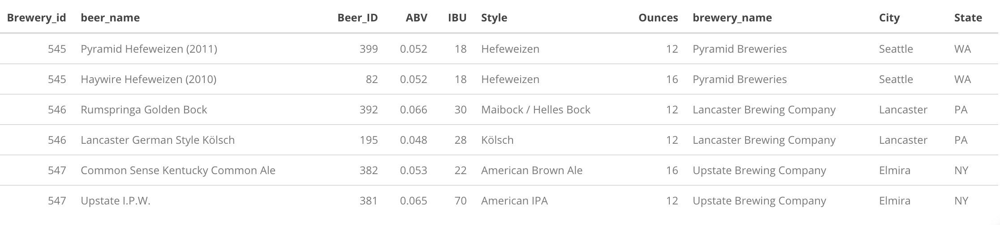 Brewery_id beer_name Beer_ID ABV IBU Style Ounces brewery_name City State
545 Pyramid Hefeweizen (2011) 399 0.052 18 Hefeweizen 12 Pyramid Breweries Seattle WA
545 Haywire Hefeweizen (2010) 82 0.052 18 Hefeweizen 16 Pyramid Breweries Seattle WA
546 Rumspringa Golden Bock 392 0.066 30 Maibock / Helles Bock 12 Lancaster Brewing Company Lancaster PA
546 Lancaster German Style Kölsch 195 0.048 28 Kölsch 12 Lancaster Brewing Company Lancaster PA
547 Common Sense Kentucky Common Ale 382 0.053 22 American Brown Ale 16 Upstate Brewing Company Elmira NY
547 Upstate I.P.W. 381 0.065 70 American IPA 12 Upstate Brewing Company Elmira NY